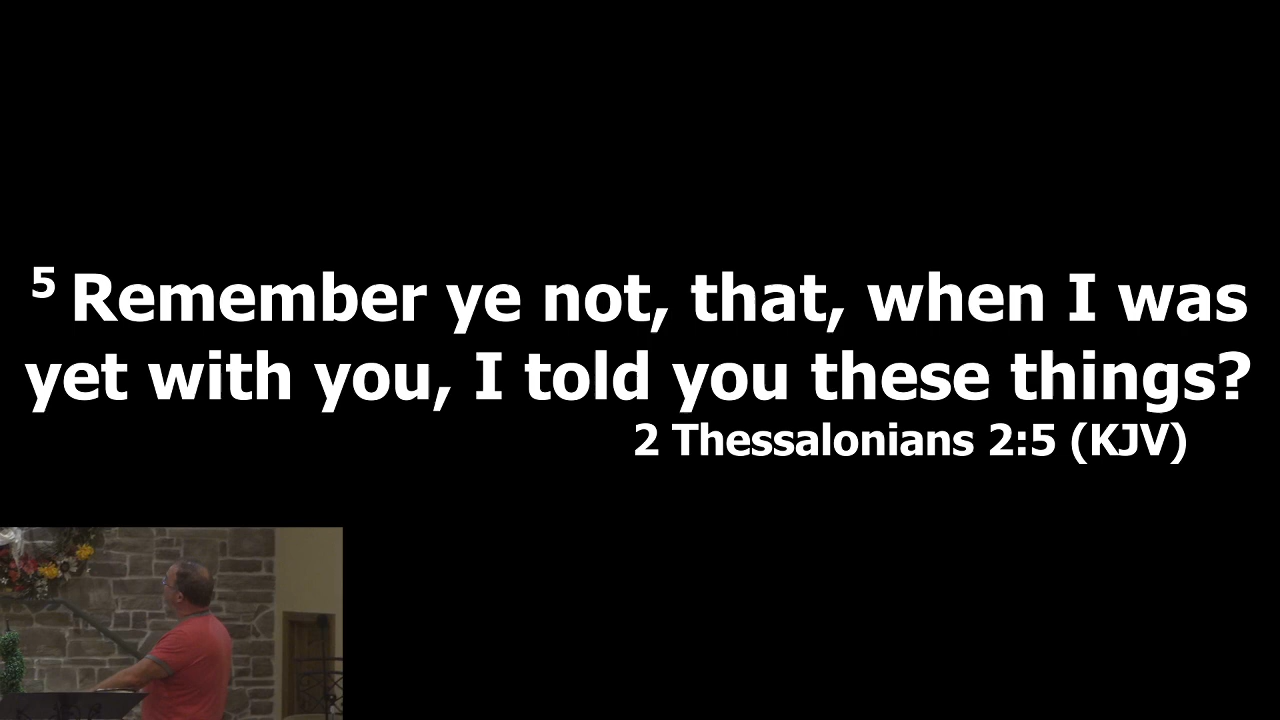 5 Remember ye not, that, when I was
yet with you, I told you these things?
2 Thessalonians 2:5 (KJV)